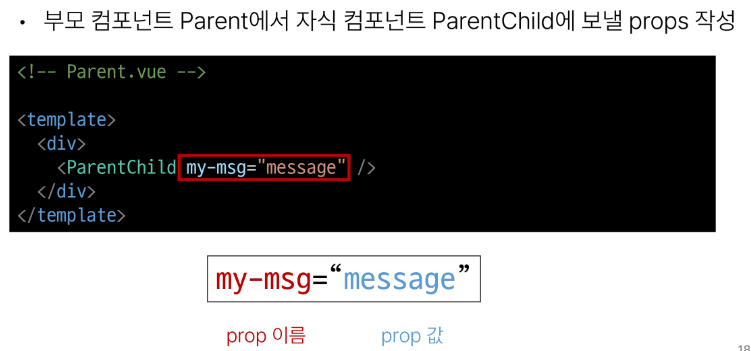 • 부모 컴포넌트 Parent에서 자식 컴포넌트 ParentChild에 보낼 props 작성
<!-- Parent.vue -->
<template>
<div>
<ParentChild my-msg="message" />
</div>
</template>
my-msg=“message”
prop 이름 prop 값
18